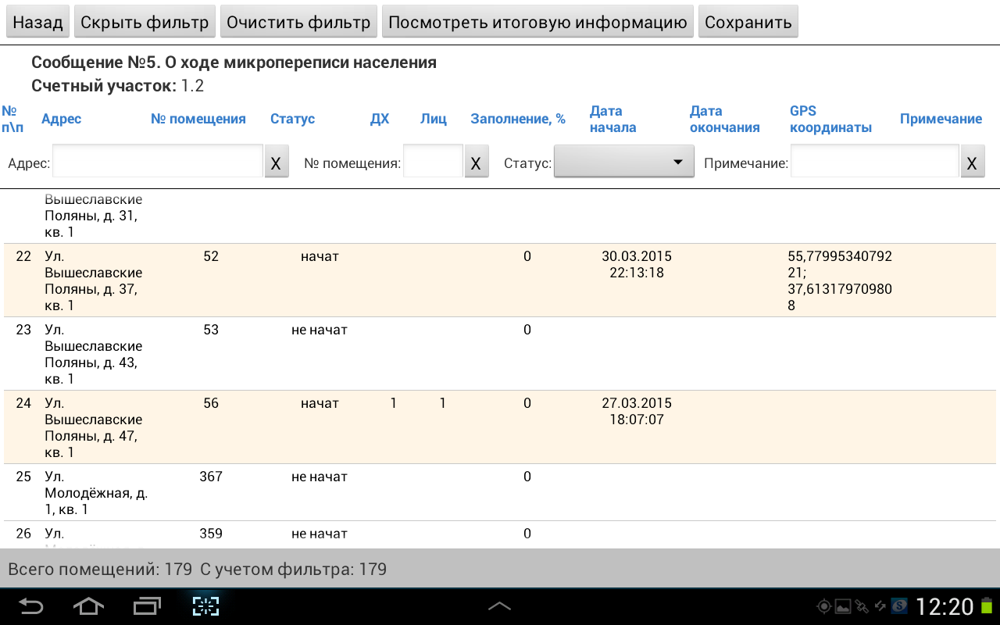 Назад Скрыть фильтр Очистить фильтр Посмотреть итоговую информацию Сохранить
Сообщение №5. О ходе микропереписи населения
Счетный участок: 1.2
№ п\п Адрес № помещения Статус ДХ Лиц Заполнение, % Дата начала Дата окончания GPS координаты Примечание
Адрес: X № помещения: X Статус: Примечание: X
Вышеславские
Поляны, д. 31,
кв. 1
22 Ул. 52 начат 0 30.03.2015 55,77995340792
Вышеславские 22:13:18 21;
Поляны, д. 37, 37,61317970980
кв. 1 8
23 Ул. 53 не начат 0
Вышеславские
Поляны, д. 43,
кв. 1
24 Ул. 56 начат 1 1 0 27.03.2015
Вышеславские 18:07:07
Поляны, д. 47,
кв. 1
25 Ул. 367 не начат 0
Молодёжная, д.
1, кв. 1
26 Ул. 359 не начат 0
Всего помещений: 179 С учетом фильтра: 179
12:20